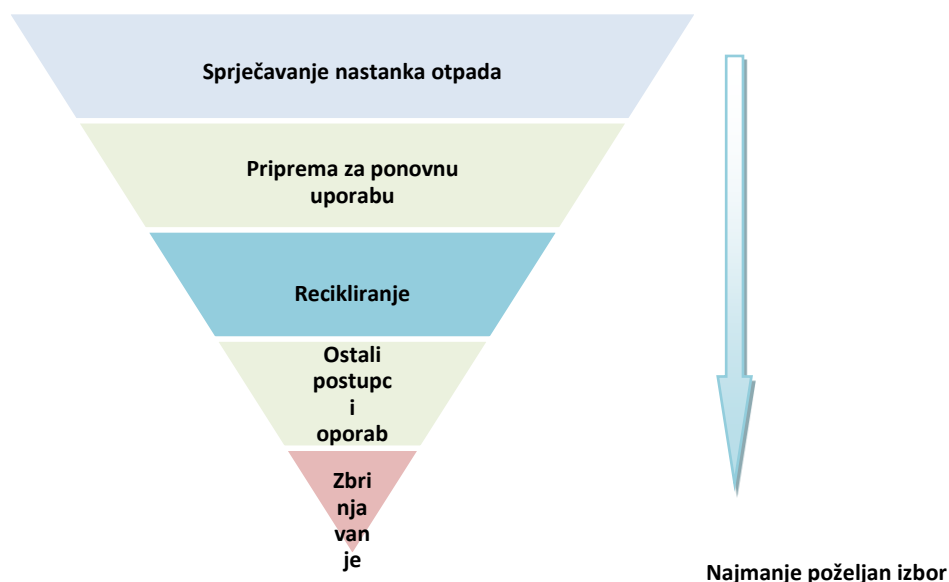 Sprječavanje nastanka otpada
Priprema za ponovnu
uporabu
Recikliranje
Ostali
postupc
i
oporab
Zbri
nja
van
je
Najmanje poželjan izbor